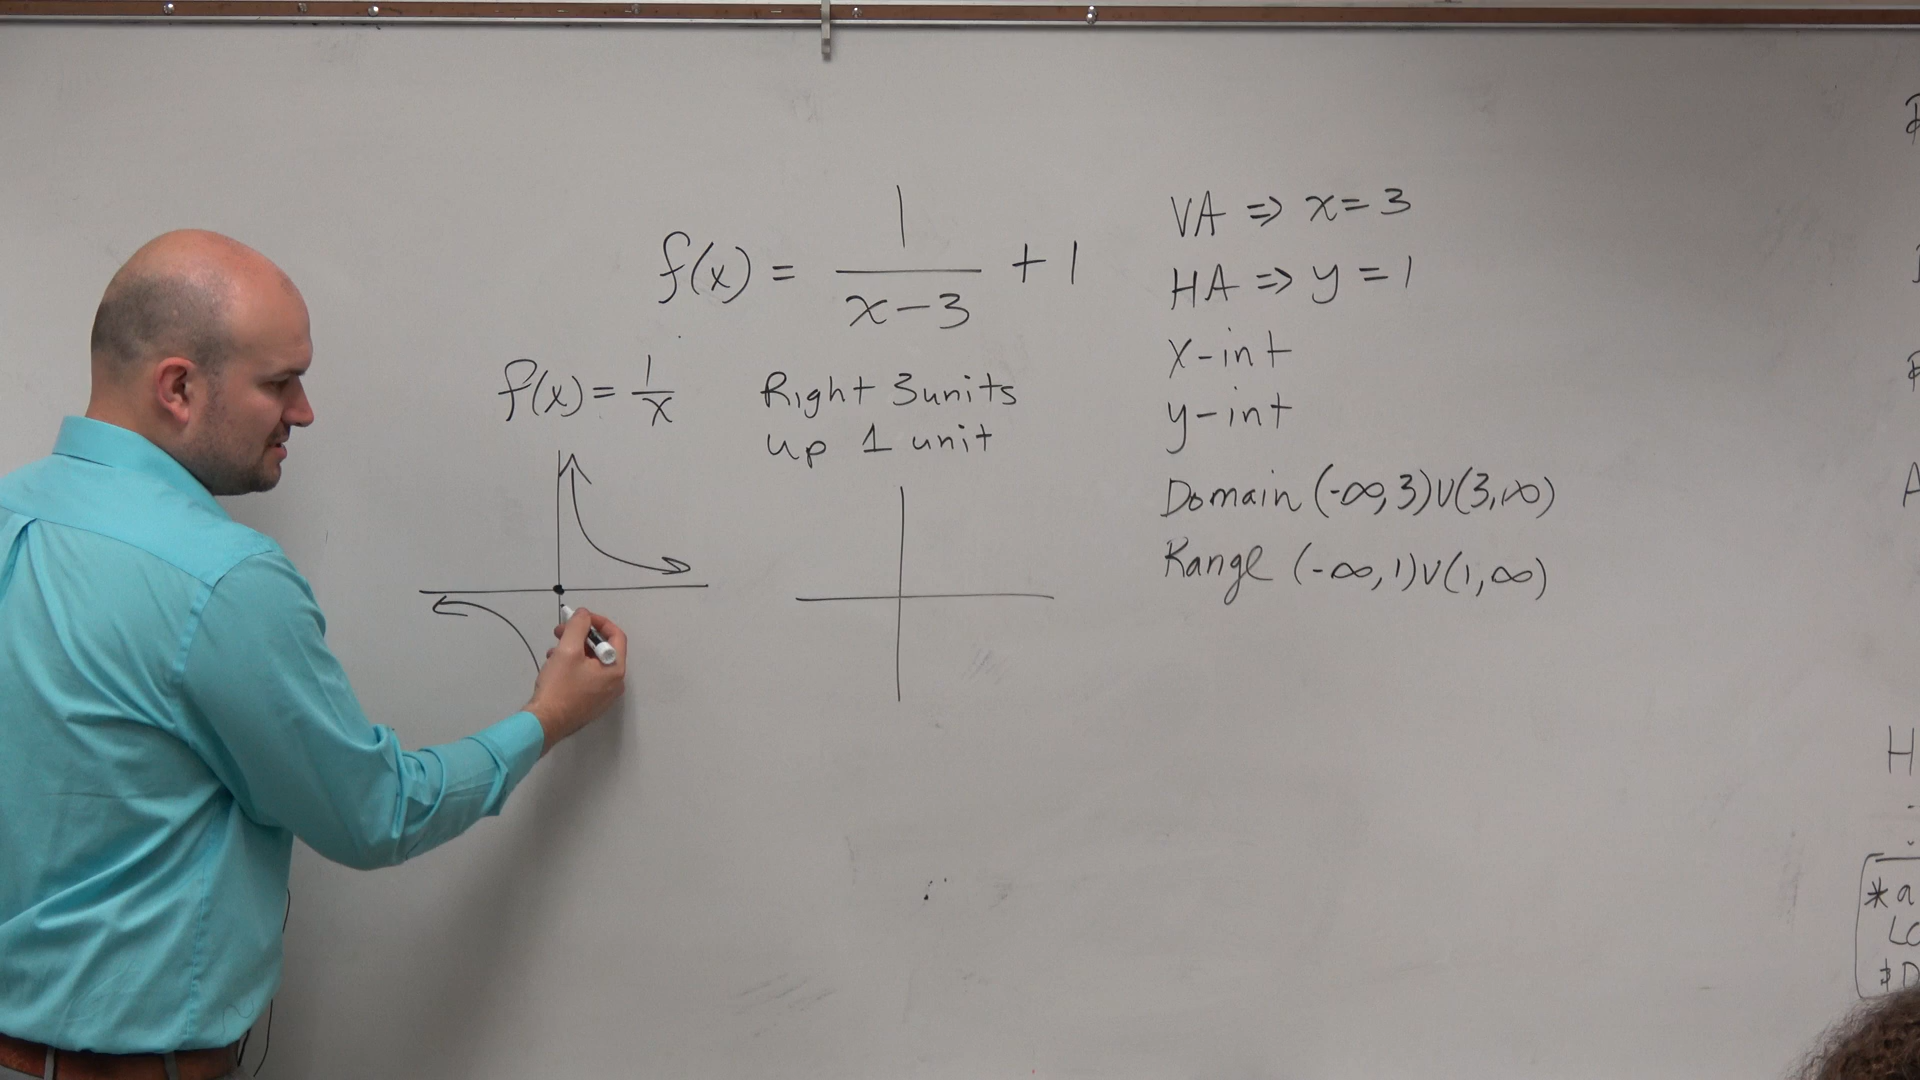 f(x) = 1/(x-3) + 1
f(x) = 1/x
Right 3 units
up 1 unit
VA => x = 3
HA => y = 1
x-int
y-int
Domain (-∞, 3)∪(3, ∞)
Range (-∞, 1)∪(1, ∞)
H
* a